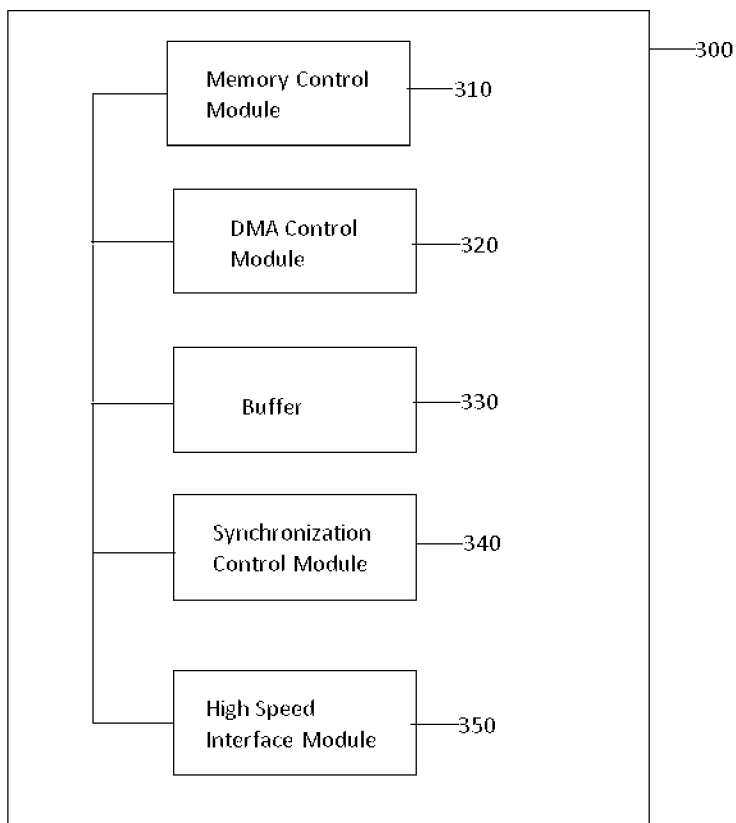 300
Memory Control
Module
310
DMA Control
Module
320
Buffer
330
Synchronization
Control Module
340
High Speed
Interface Module
350